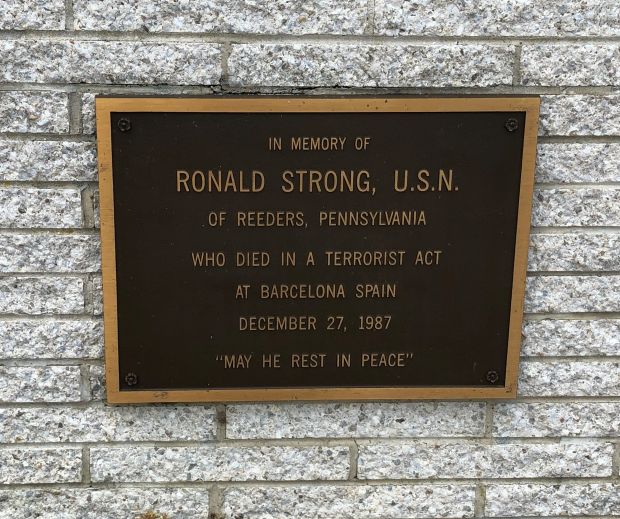 IN MEMORY OF
RONALD STRONG, U.S.N.
OF REEDERS, PENNSYLVANIA
WHO DIED IN A TERRORIST ACT
AT BARCELONA SPAIN
DECEMBER 27, 1987
"MAY HE REST IN PEACE"